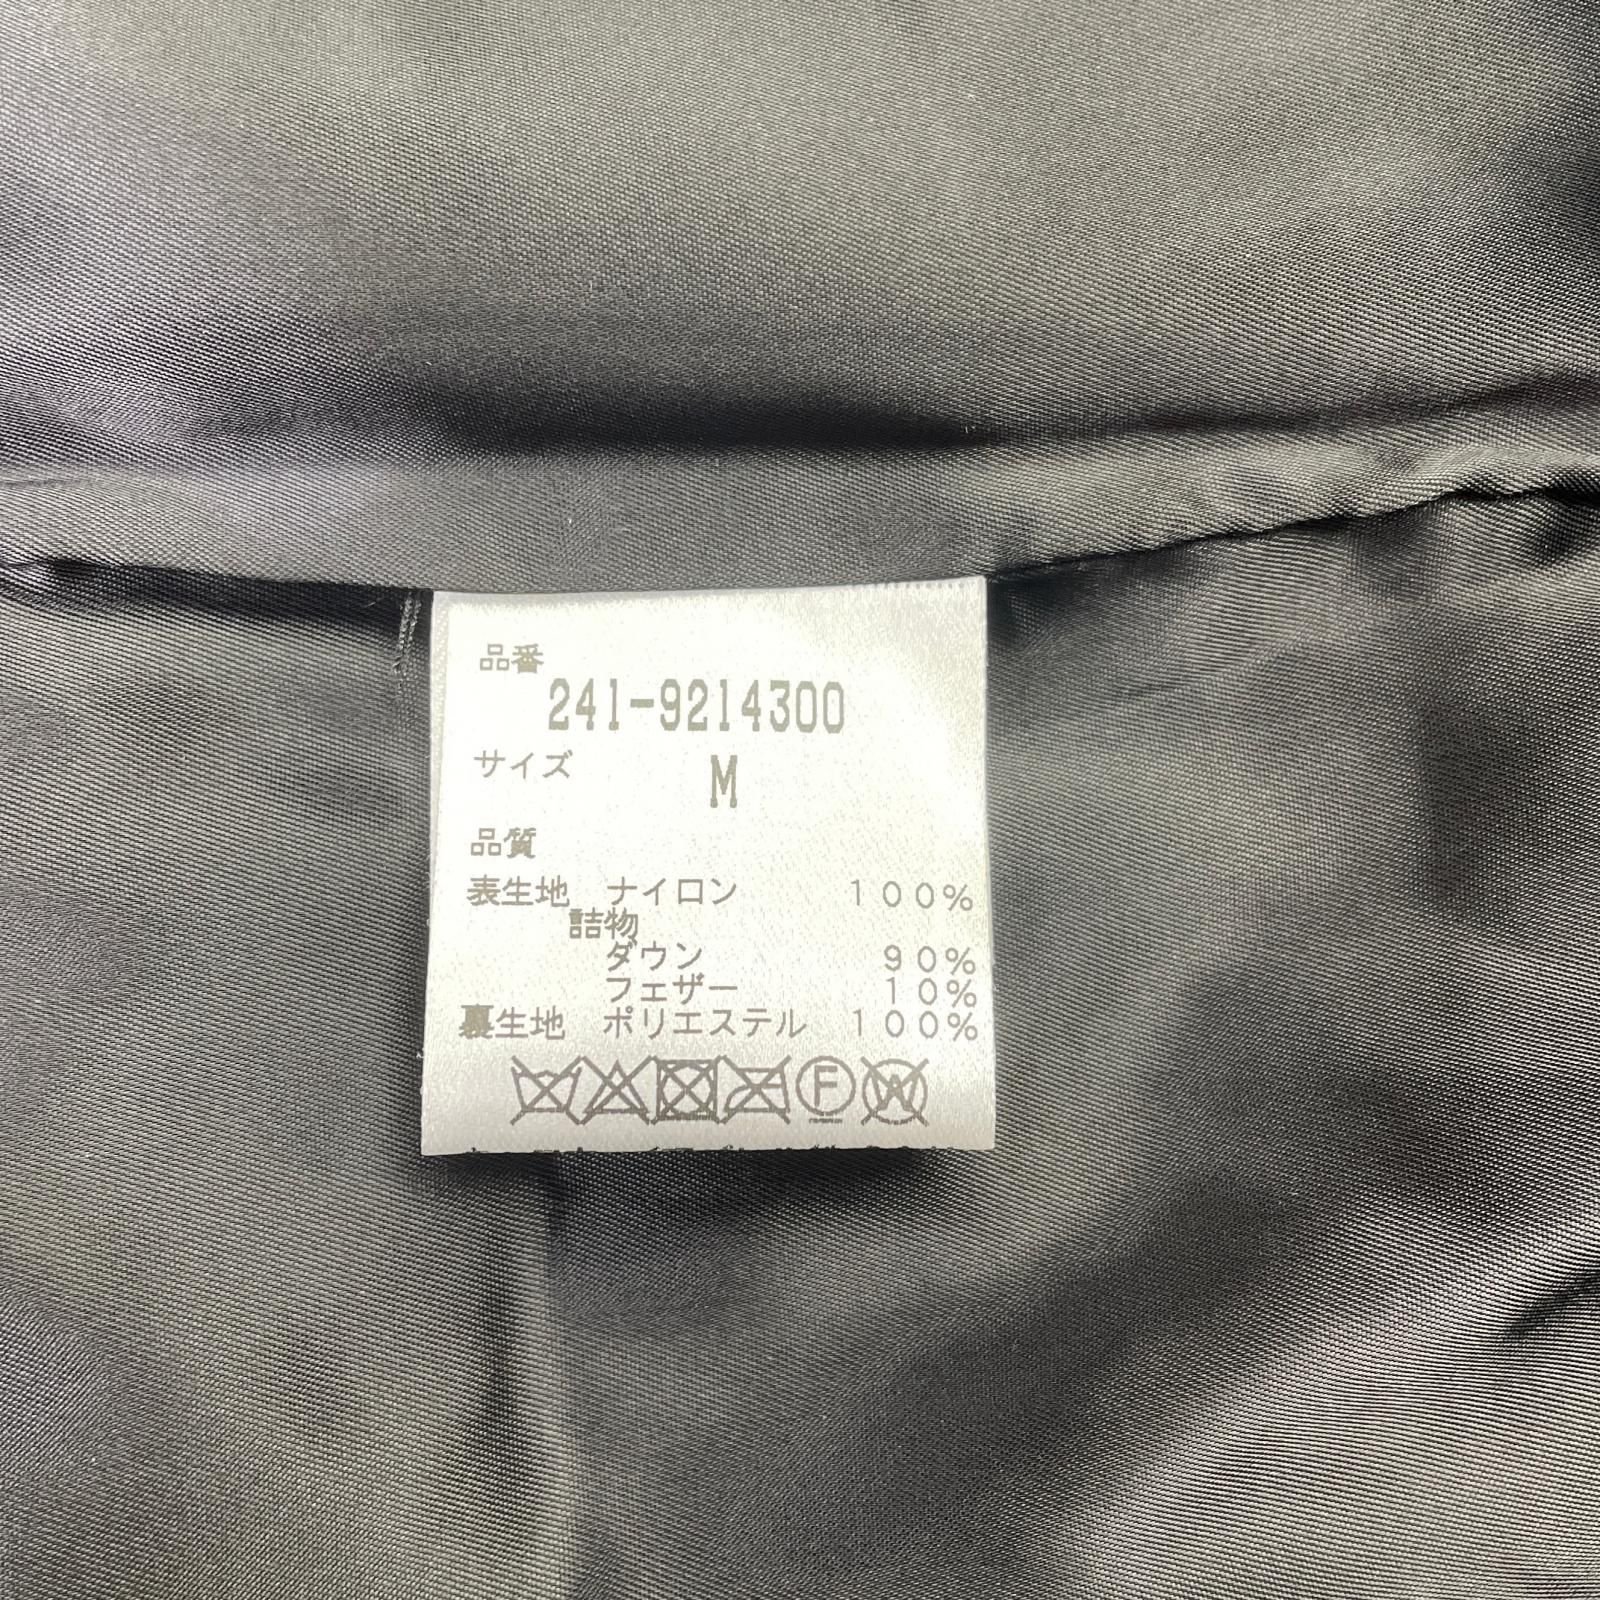 品番
241-9214300
サイズ M
品質
表生地 ナイロン 100%
詰物
ダウン 90%
フェザー 10%
裏生地 ポリエステル 100%
F W